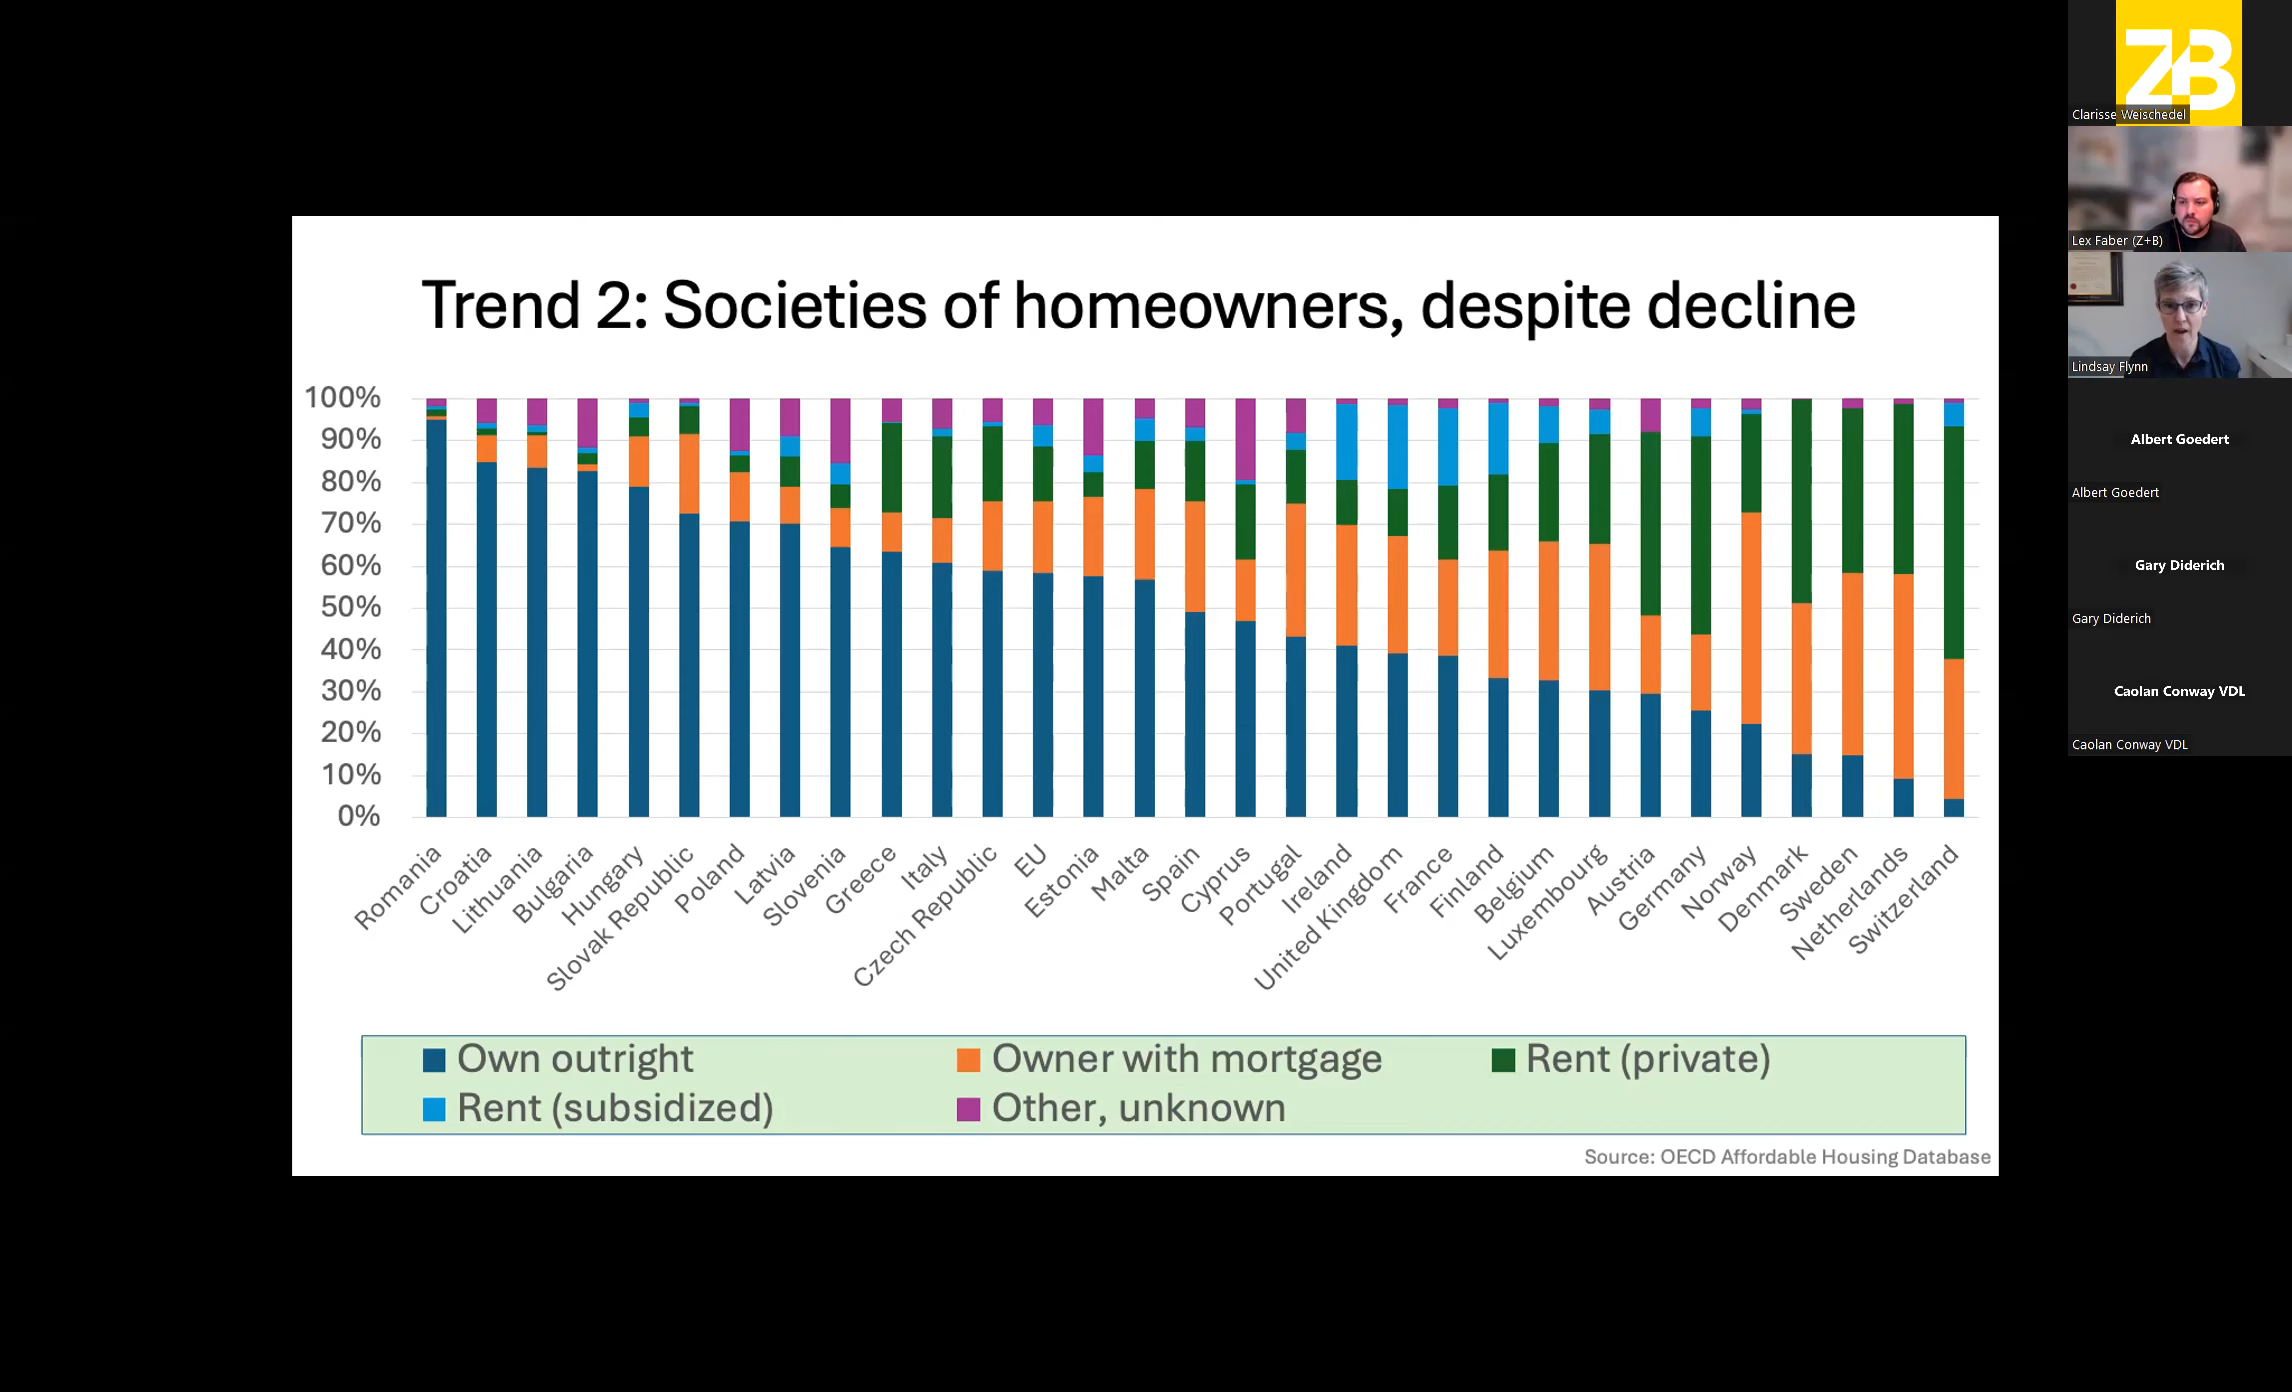 Trend 2: Societies of homeowners, despite decline
100%
90%
80%
70%
60%
50%
40%
30%
20%
10%
0%
Romania
Croatia
Lithuania
Bulgaria
Hungary
Slovak Republic
Poland
Latvia
Slovenia
Greece
Italy
Czech Republic
EU
Estonia
Malta
Spain
Cyprus
Portugal
Ireland
United Kingdom
France
Finland
Belgium
Luxembourg
Austria
Germany
Norway
Denmark
Sweden
Netherlands
Switzerland
Own outright
Owner with mortgage
Rent (private)
Rent (subsidized)
Other, unknown
Source: OECD Affordable Housing Database
ZB
Clarisse Weischedel
Lex Faber (Z+B)
Lindsay Flynn
Albert Goedert
Albert Goedert
Gary Diderich
Gary Diderich
Caolan Conway VDL
Caolan Conway VDL